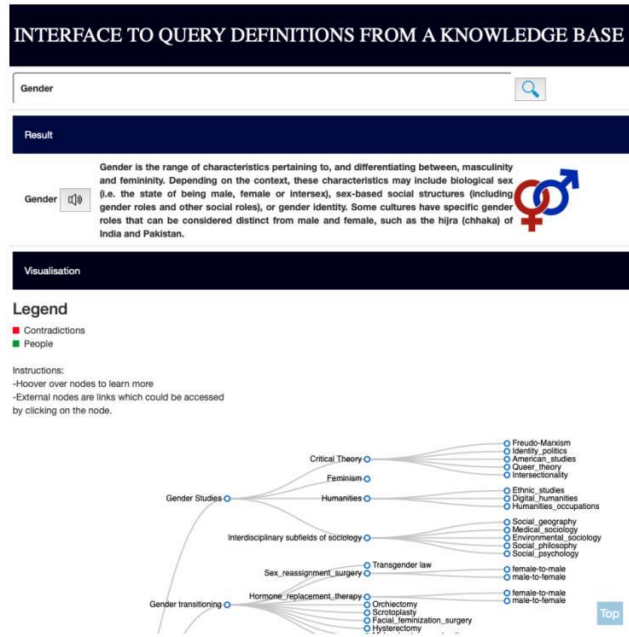 INTERFACE TO QUERY DEFINITIONS FROM A KNOWLEDGE BASE
Gender
Result
Gender
Gender is the range of characteristics pertaining to, and differentiating between, masculinity
and femininity. Depending on the context, these characteristics may include biological sex
(i.e. the state of being male, female or intersex), sex-based social structures (including
gender roles and other social roles), or gender identity. Some cultures have specific gender
roles that can be considered distinct from male and female, such as the hijra (chhaka) of
India and Pakistan.
Visualisation
Legend
Contradictions
People
Instructions:
-Hoover over nodes to learn more
-External nodes are links which could be accessed
by clicking on the node.
Gender Studies
Critical Theory
Freudo-Marxism
Identity_politics
American_studies
Queer_theory
Intersectionality
Feminism
Humanities
Ethnic_studies
Digital_humanities
Humanities_occupations
Interdisciplinary subfields of sociology
Social_geography
Medical_sociology
Environmental_sociology
Social_philosophy
Social_psychology
Gender transitioning
Transgender law
Sex_reassignment_surgery
female-to-male
male-to-female
Hormone_replacement_therapy
female-to-male
male-to-female
Orchiectomy
Scrotoplasty
Facial_feminization_surgery
Hysterectomy
Top